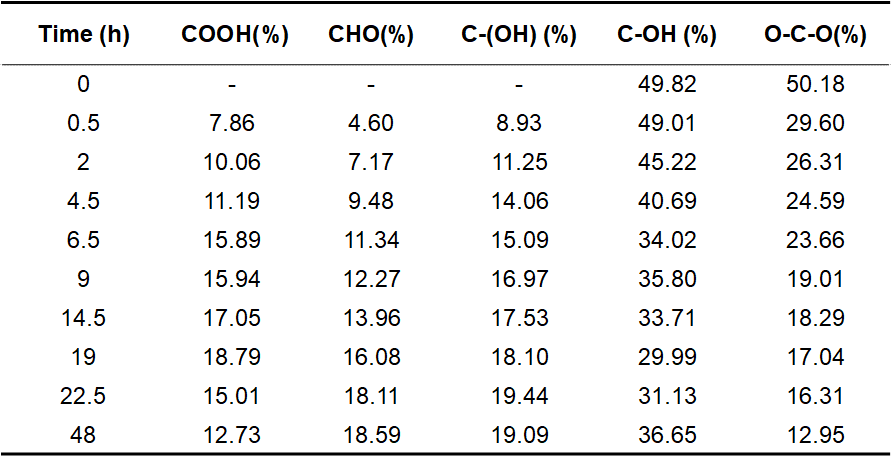 Time (h) COOH(%) CHO(%) C-(OH) (%) C-OH (%) O-C-O(%)
0 - - - 49.82 50.18
0.5 7.86 4.60 8.93 49.01 29.60
2 10.06 7.17 11.25 45.22 26.31
4.5 11.19 9.48 14.06 40.69 24.59
6.5 15.89 11.34 15.09 34.02 23.66
9 15.94 12.27 16.97 35.80 19.01
14.5 17.05 13.96 17.53 33.71 18.29
19 18.79 16.08 18.10 29.99 17.04
22.5 15.01 18.11 19.44 31.13 16.31
48 12.73 18.59 19.09 36.65 12.95